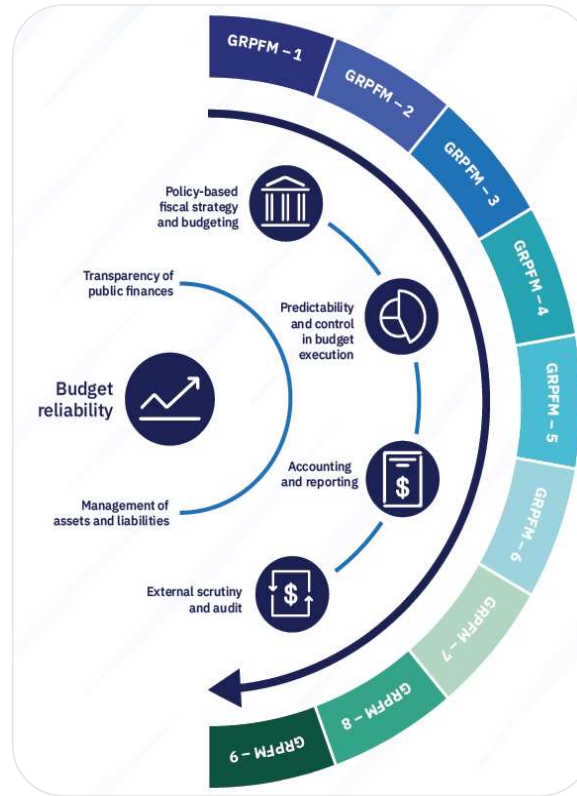 GRPFM – 1
GRPFM – 2
GRPFM – 3
GRPFM – 4
GRPFM – 5
GRPFM – 6
GRPFM – 7
GRPFM – 8
GRPFM – 9
Policy-based
fiscal strategy
and budgeting
Transparency of
public finances
Predictability
and control
in budget
execution
Budget
reliability
Accounting
and reporting
$
Management of
assets and liabilities
External scrutiny
and audit
$